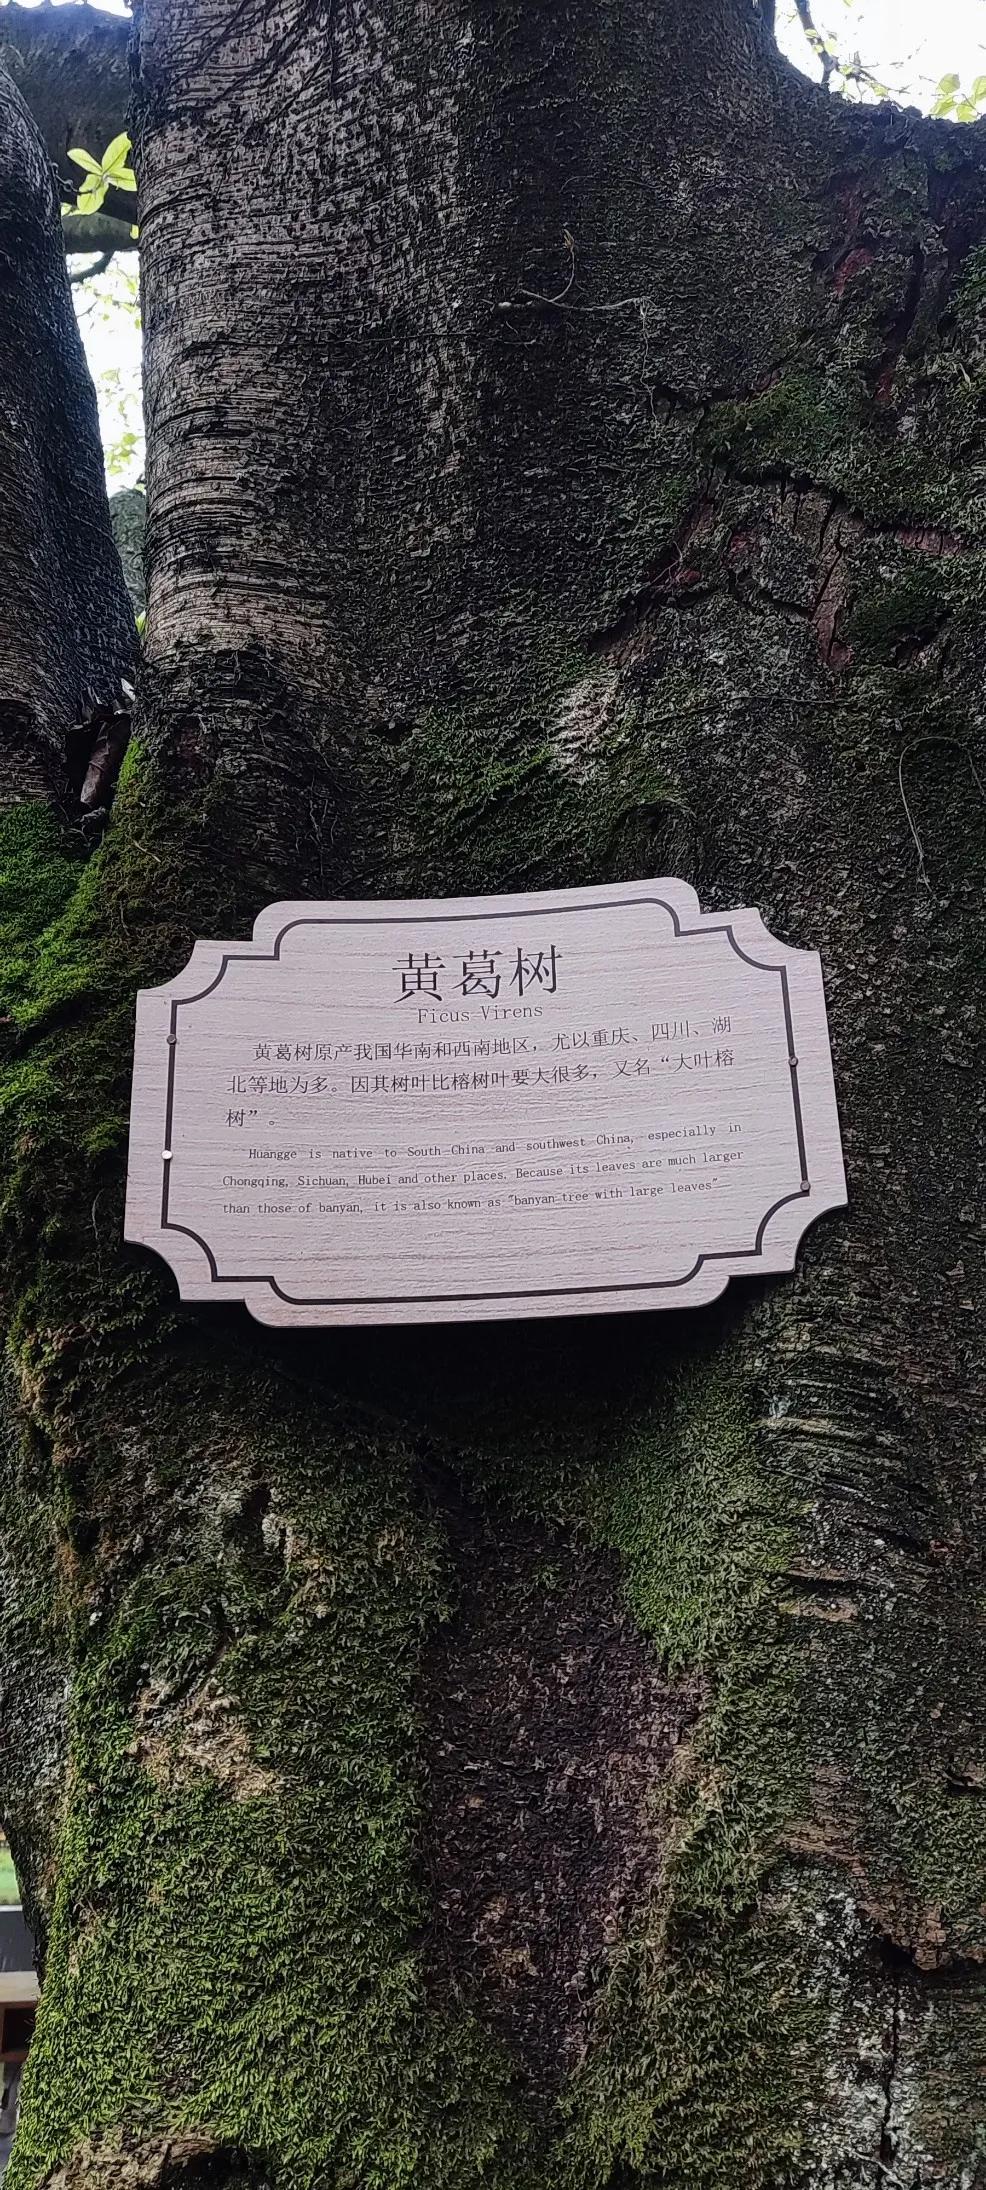 黄葛树
Ficus Virens
黄葛树原产我国华南和西南地区，尤以重庆、四川、湖
北等地为多。因其树叶比榕树叶要大很多，又名“大叶榕
树”。
Huangge is native to South China and southwest China, especially in
Chongqing, Sichuan, Hubei and other places. Because its leaves are much larger
than those of banyan, it is also known as "banyan tree with large leaves"